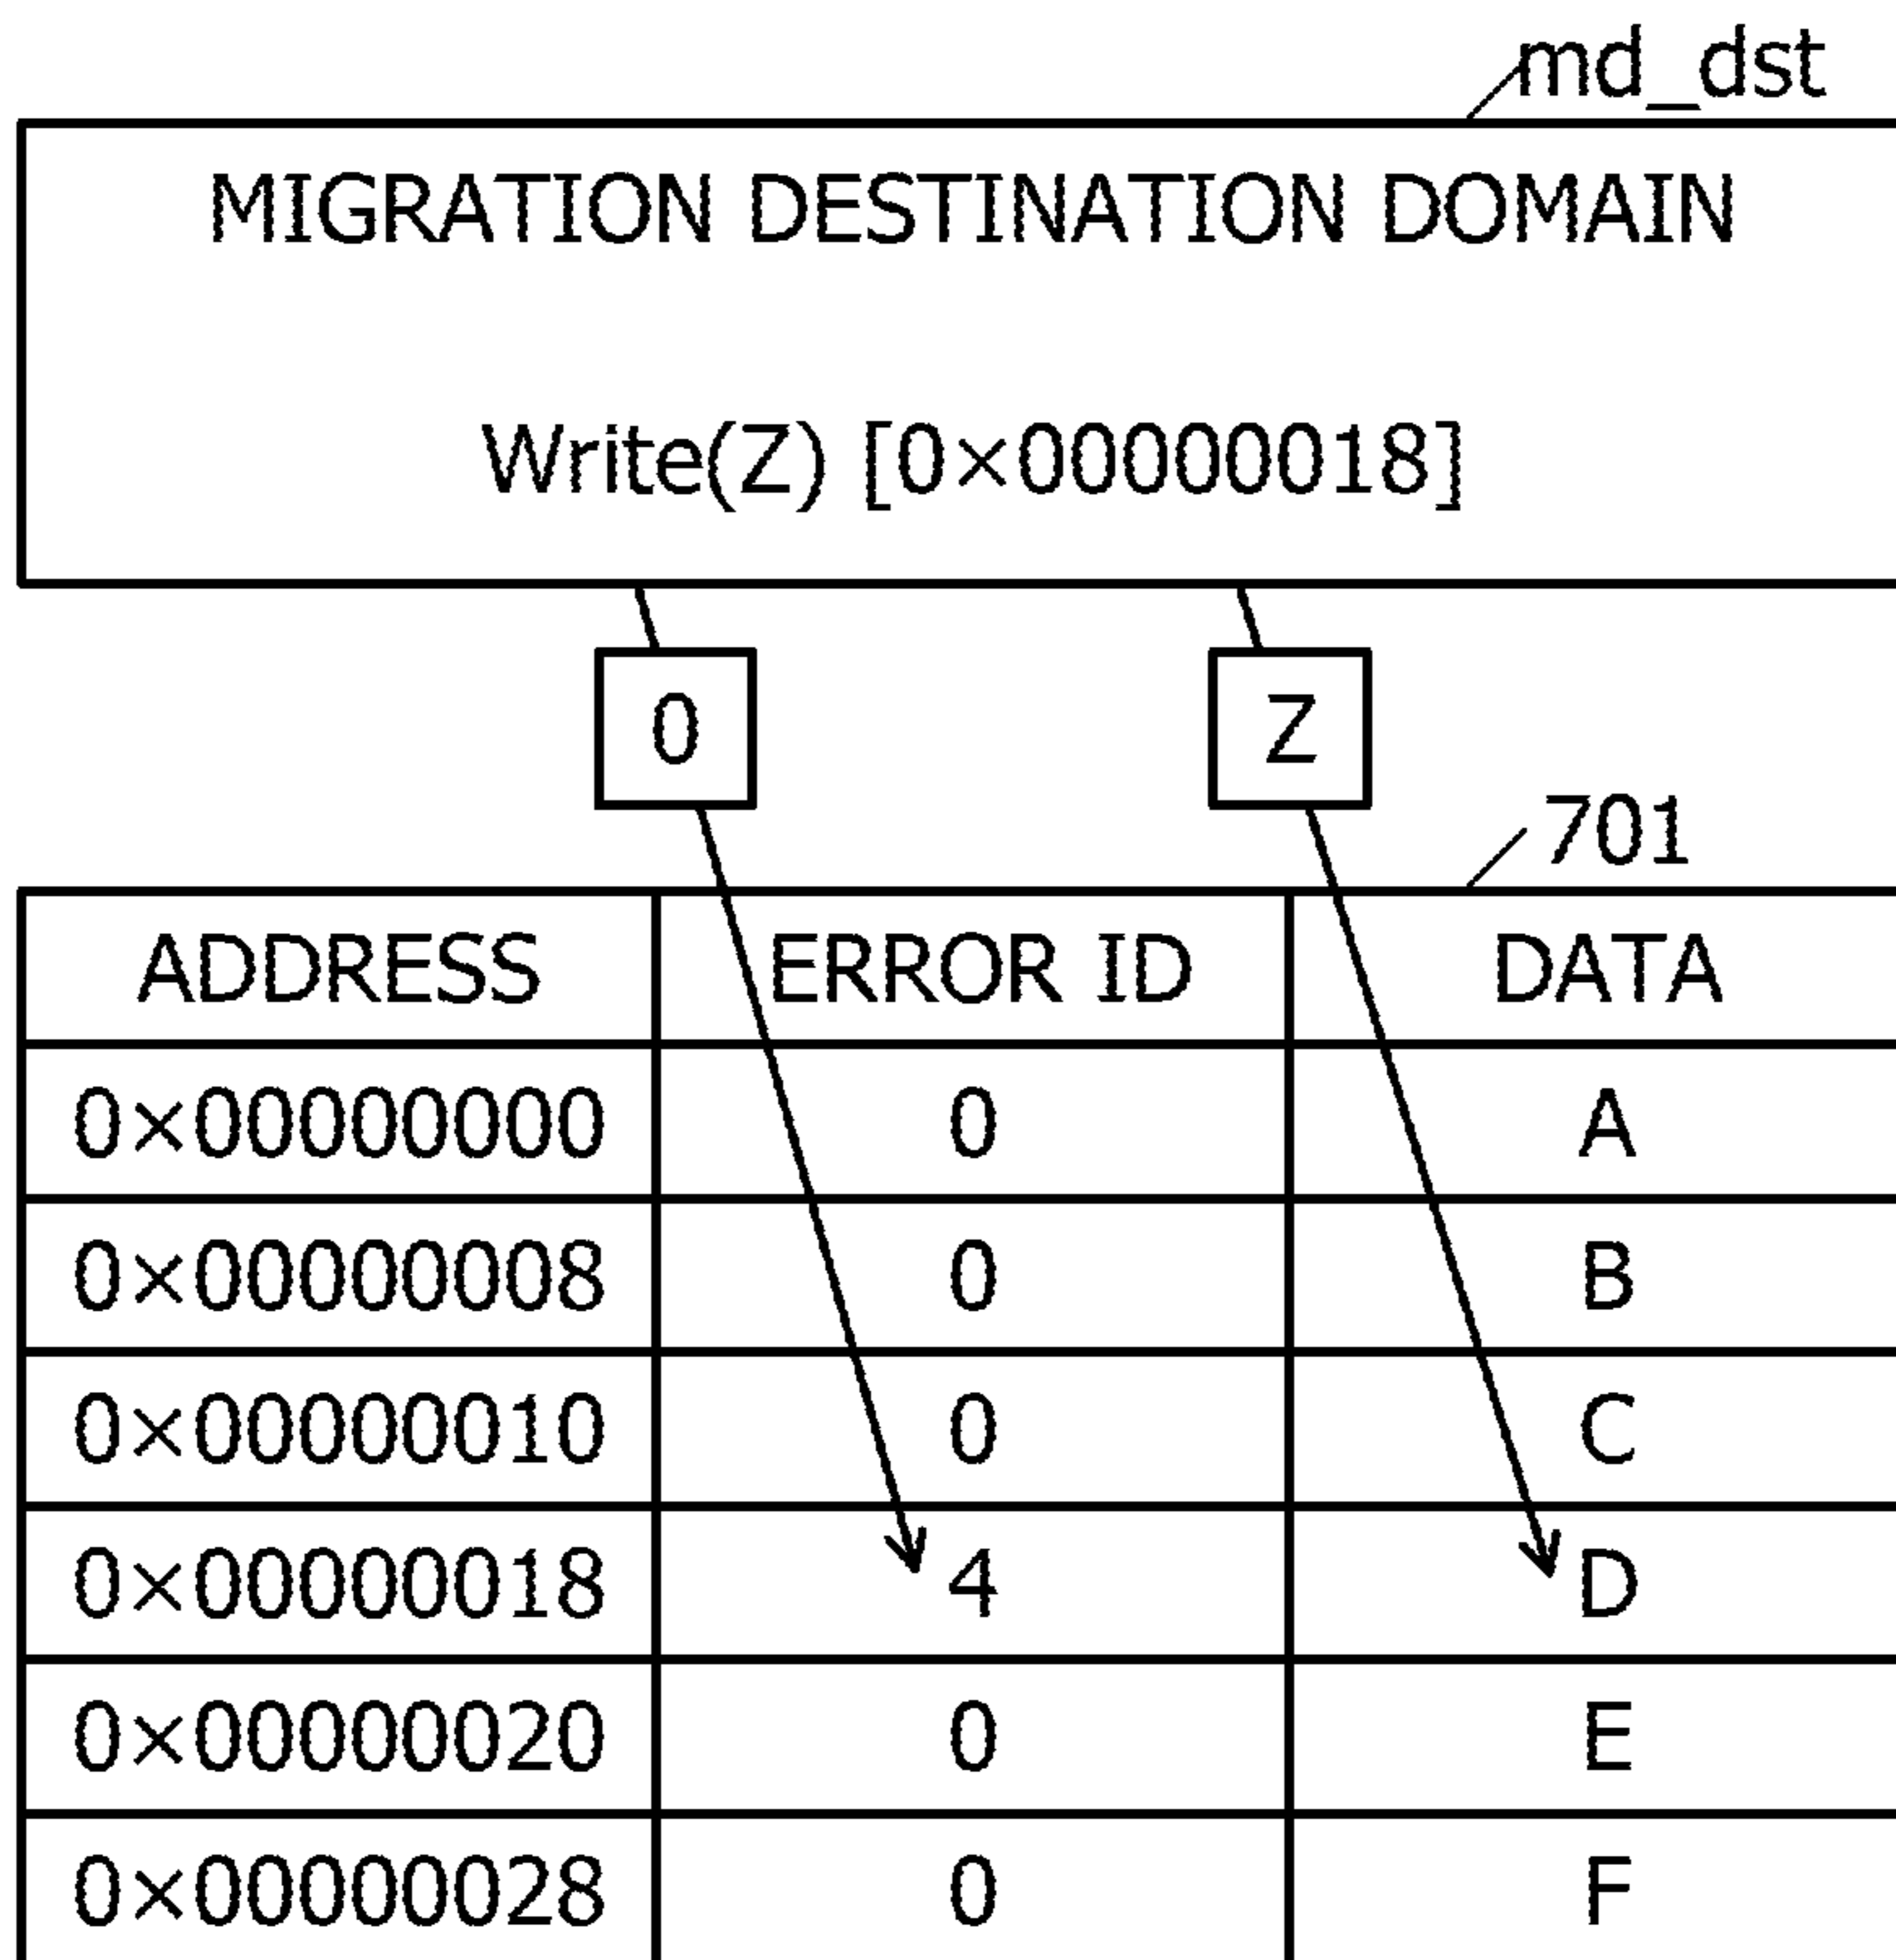 md_dst
MIGRATION DESTINATION DOMAIN
Write(Z) [0×00000018]
0 Z
701
ADDRESS ERROR ID DATA
0×00000000 0 A
0×00000008 0 B
0×00000010 0 C
0×00000018 4 D
0×00000020 0 E
0×00000028 0 F